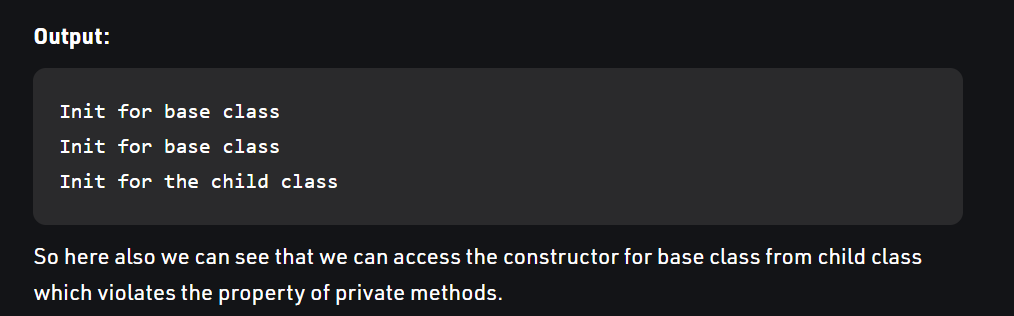 Output:
Init for base class
Init for base class
Init for the child class
So here also we can see that we can access the constructor for base class from child class
which violates the property of private methods.